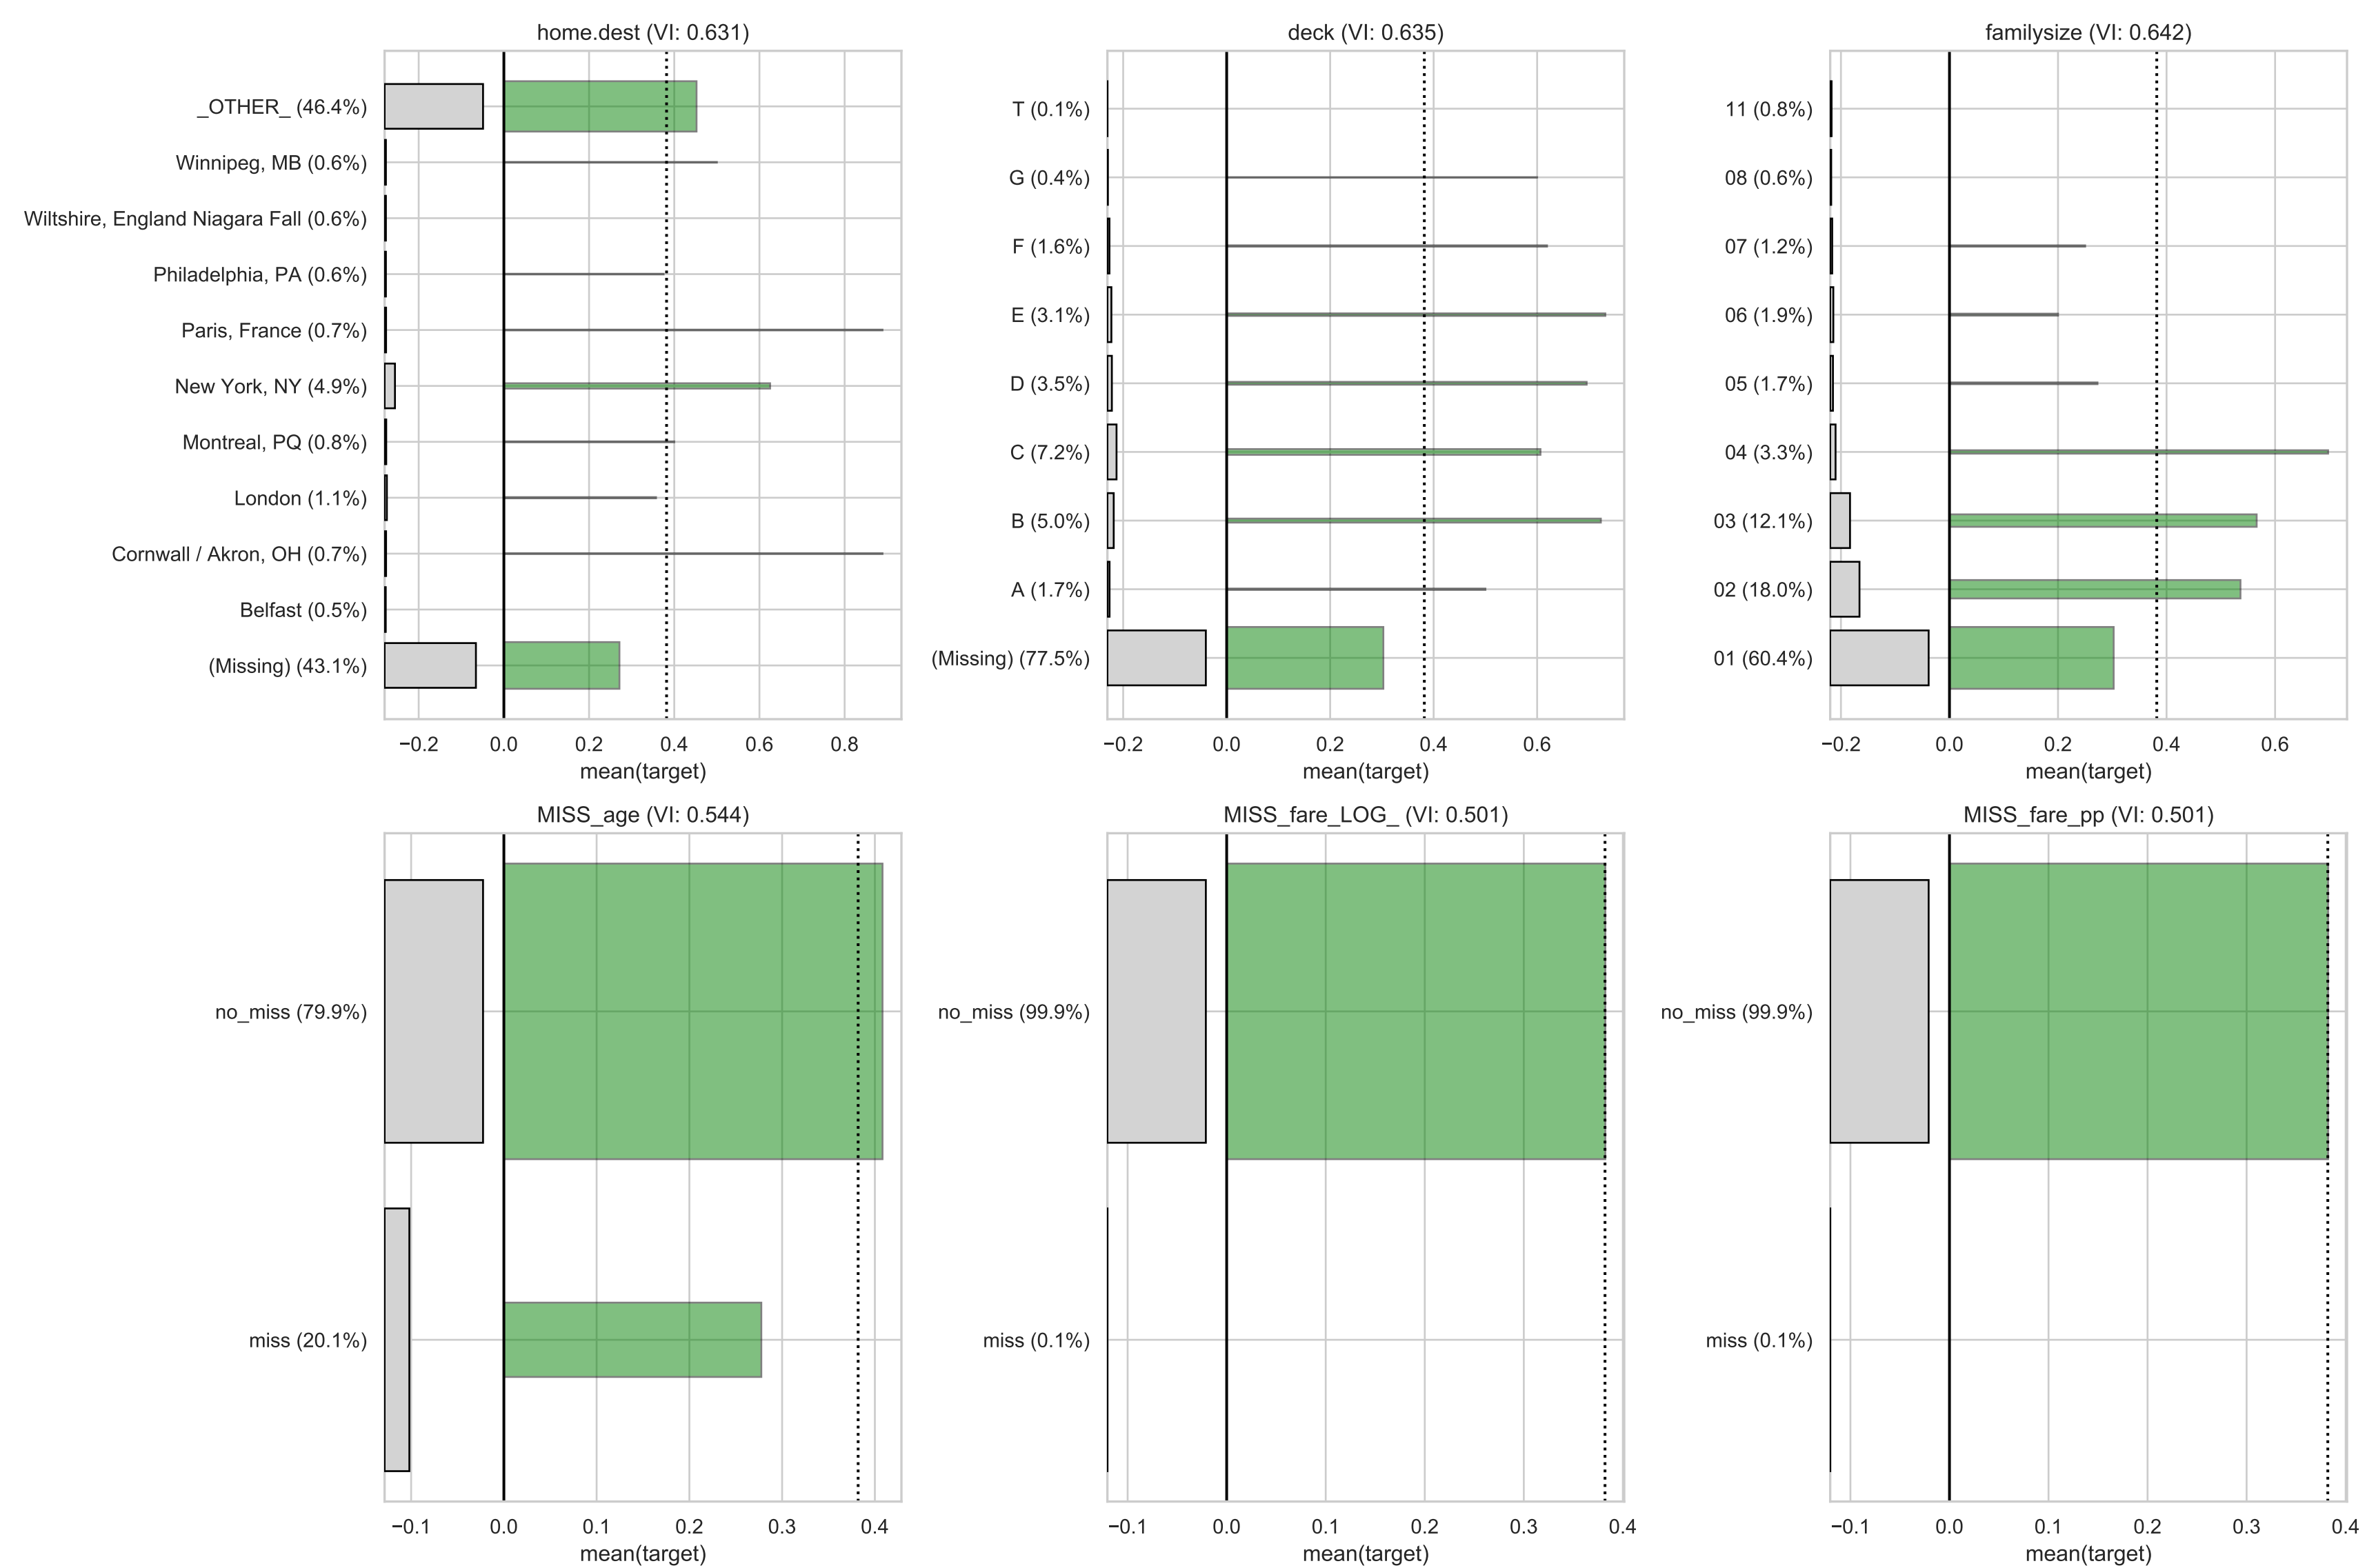 home.dest (VI: 0.631)
_OTHER_ (46.4%)
Winnipeg, MB (0.6%)
Wiltshire, England Niagara Fall (0.6%)
Philadelphia, PA (0.6%)
Paris, France (0.7%)
New York, NY (4.9%)
Montreal, PQ (0.8%)
London (1.1%)
Cornwall / Akron, OH (0.7%)
Belfast (0.5%)
(Missing) (43.1%)
−0.2 0.0 0.2 0.4 0.6 0.8
mean(target)
deck (VI: 0.635)
T (0.1%)
G (0.4%)
F (1.6%)
E (3.1%)
D (3.5%)
C (7.2%)
B (5.0%)
A (1.7%)
(Missing) (77.5%)
−0.2 0.0 0.2 0.4 0.6
mean(target)
familysize (VI: 0.642)
11 (0.8%)
08 (0.6%)
07 (1.2%)
06 (1.9%)
05 (1.7%)
04 (3.3%)
03 (12.1%)
02 (18.0%)
01 (60.4%)
−0.2 0.0 0.2 0.4 0.6
mean(target)
MISS_age (VI: 0.544)
no_miss (79.9%)
miss (20.1%)
−0.1 0.0 0.1 0.2 0.3 0.4
mean(target)
MISS_fare_LOG_ (VI: 0.501)
no_miss (99.9%)
miss (0.1%)
−0.1 0.0 0.1 0.2 0.3 0.4
mean(target)
MISS_fare_pp (VI: 0.501)
no_miss (99.9%)
miss (0.1%)
−0.1 0.0 0.1 0.2 0.3 0.4
mean(target)